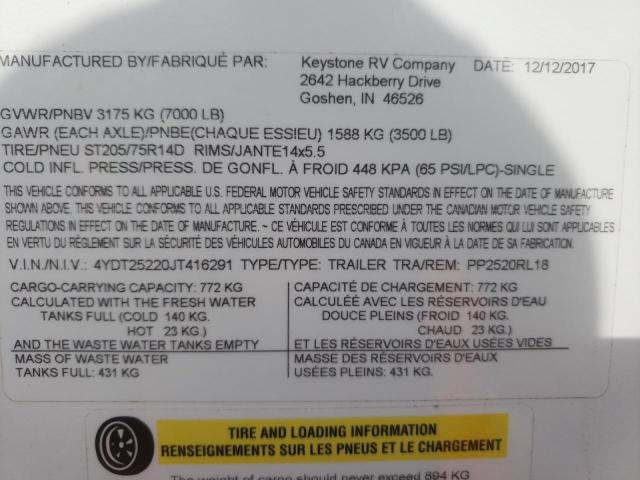 MANUFACTURED BY/FABRIQUÉ PAR: Keystone RV Company DATE: 12/12/2017
2642 Hackberry Drive
Goshen, IN 46526
GVWR/PNBV 3175 KG (7000 LB)
GAWR (EACH AXLE)/PNBE(CHAQUE ESSIEU) 1588 KG (3500 LB)
TIRE/PNEU ST205/75R14D RIMS/JANTE14x5.5
COLD INFL. PRESS/PRESS. DE GONFL. À FROID 448 KPA (65 PSI/LPC)-SINGLE
THIS VEHICLE CONFORMS TO ALL APPLICABLE U.S. FEDERAL MOTOR VEHICLE SAFETY STANDARDS IN EFFECT ON THE DATE OF MANUFACTURE
SHOWN ABOVE. THIS VEHICLE CONFORMS TO ALL APPLICABLE STANDARDS PRESCRIBED UNDER THE CANADIAN MOTOR VEHICLE SAFETY
REGULATIONS IN EFFECT ON THE DATE OF MANUFACTURE. ~ CE VÉHICULE EST CONFORME À TOUTES LES NORMES QUI LUI SONT APPLICABLES
EN VERTU DU RÉGLEMENT SUR LA SÉCURITÉ DES VÉHICULES AUTOMOBILES DU CANADA EN VIGUEUR À LA DATE DE SA FABRICATION.
V.I.N./N.I.V.: 4YDT25220JT416291 TYPE/TYPE: TRAILER TRA/REM: PP2520RL18
CARGO-CARRYING CAPACITY: 772 KG
CALCULATED WITH THE FRESH WATER
TANKS FULL (COLD 140 KG.
HOT 23 KG.)
AND THE WASTE WATER TANKS EMPTY
MASS OF WASTE WATER
TANKS FULL: 431 KG.
CAPACITÉ DE CHARGEMENT: 772 KG
CALCULÉE AVEC LES RÉSERVOIRS D'EAU
DOUCE PLEINS (FROID 140 KG.
CHAUD 23 KG.)
ET LES RÉSERVOIRS D'EAUX USÉES VIDES
MASSE DES RÉSERVOIRS D'EAUX
USÉES PLEINS: 431 KG.
TIRE AND LOADING INFORMATION
RENSEIGNEMENTS SUR LES PNEUS ET LE CHARGEMENT
The weight of cargo should never exceed 894 KG